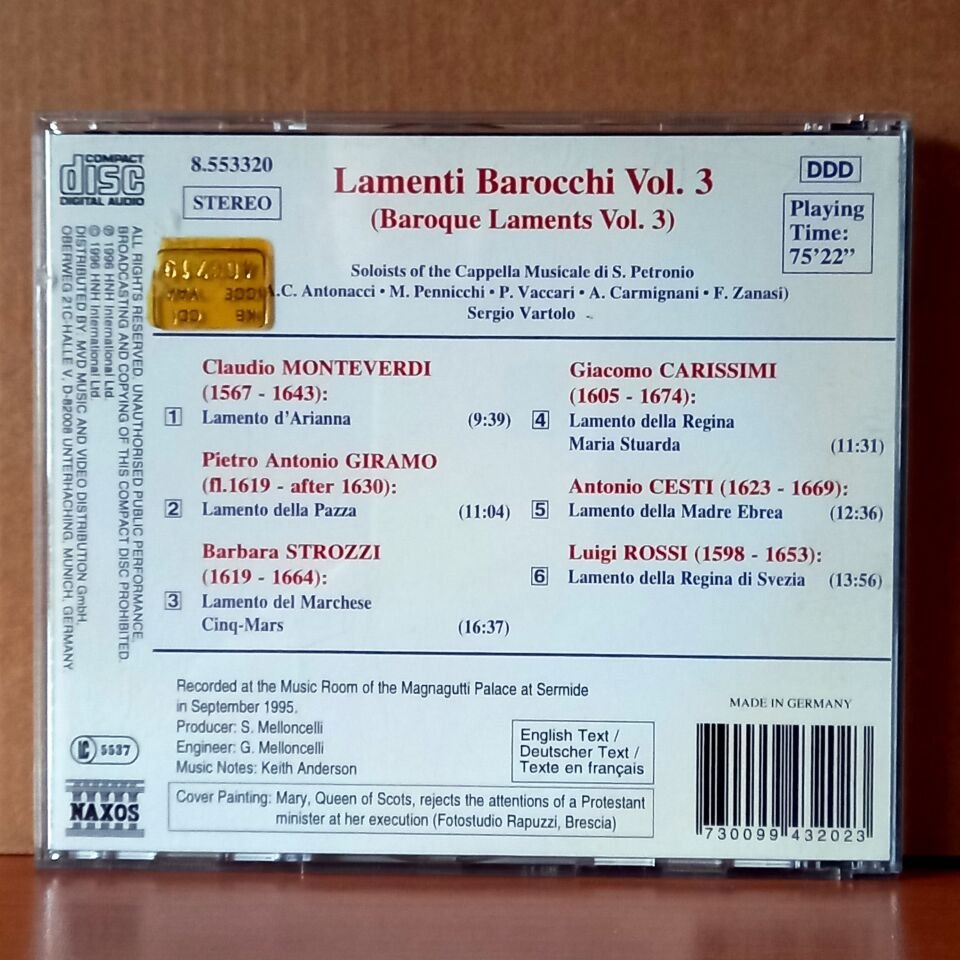 COMPACT
disc
DIGITAL AUDIO
8.553320
STEREO
Lamenti Barocchi Vol. 3
(Baroque Laments Vol. 3)
DDD
Playing
Time:
75'22"
Soloists of the Cappella Musicale di S. Petronio
.C. Antonacci • M. Pennicchi • P. Vaccari • A. Carmignani • F. Zanasi)
Sergio Vartolo
Claudio MONTEVERDI
(1567 - 1643):
1 Lamento d'Arianna (9:39)
Pietro Antonio GIRAMO
(fl.1619 - after 1630):
2 Lamento della Pazza (11:04)
Barbara STROZZI
(1619 - 1664):
3 Lamento del Marchese
Cinq-Mars (16:37)
Giacomo CARISSIMI
(1605 - 1674):
4 Lamento della Regina
Maria Stuarda (11:31)
Antonio CESTI (1623 - 1669):
5 Lamento della Madre Ebrea (12:36)
Luigi ROSSI (1598 - 1653):
6 Lamento della Regina di Svezia (13:56)
Recorded at the Music Room of the Magnagutti Palace at Sermide
in September 1995.
Producer: S. Melloncelli
Engineer: G. Melloncelli
Music Notes: Keith Anderson
English Text /
Deutscher Text /
Texte en français
Cover Painting: Mary, Queen of Scots, rejects the attentions of a Protestant
minister at her execution (Fotostudio Rapuzzi, Brescia)
MADE IN GERMANY
7 30099 43202 3
LC 5537
NAXOS
ALL RIGHTS RESERVED. UNAUTHORISED PUBLIC PERFORMANCE,
BROADCASTING AND COPYING OF THIS COMPACT DISC PROHIBITED.
℗ 1996 HNH International Ltd.
© 1996 HNH International Ltd.
DISTRIBUTED BY: MVD MUSIC AND VIDEO DISTRIBUTION GmbH,
OBERWEG 21C-HALLE V, D-82008 UNTERHACHING, MUNICH, GERMANY.